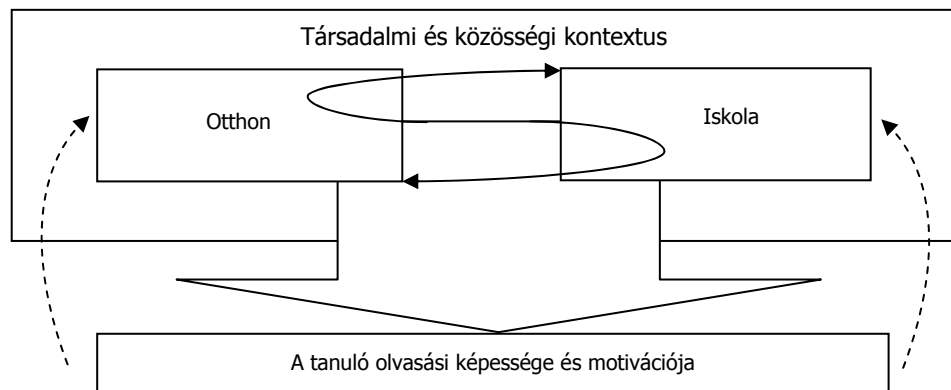 Társadalmi és közösségi kontextus
Otthon
Iskola
A tanuló olvasási képessége és motivációja